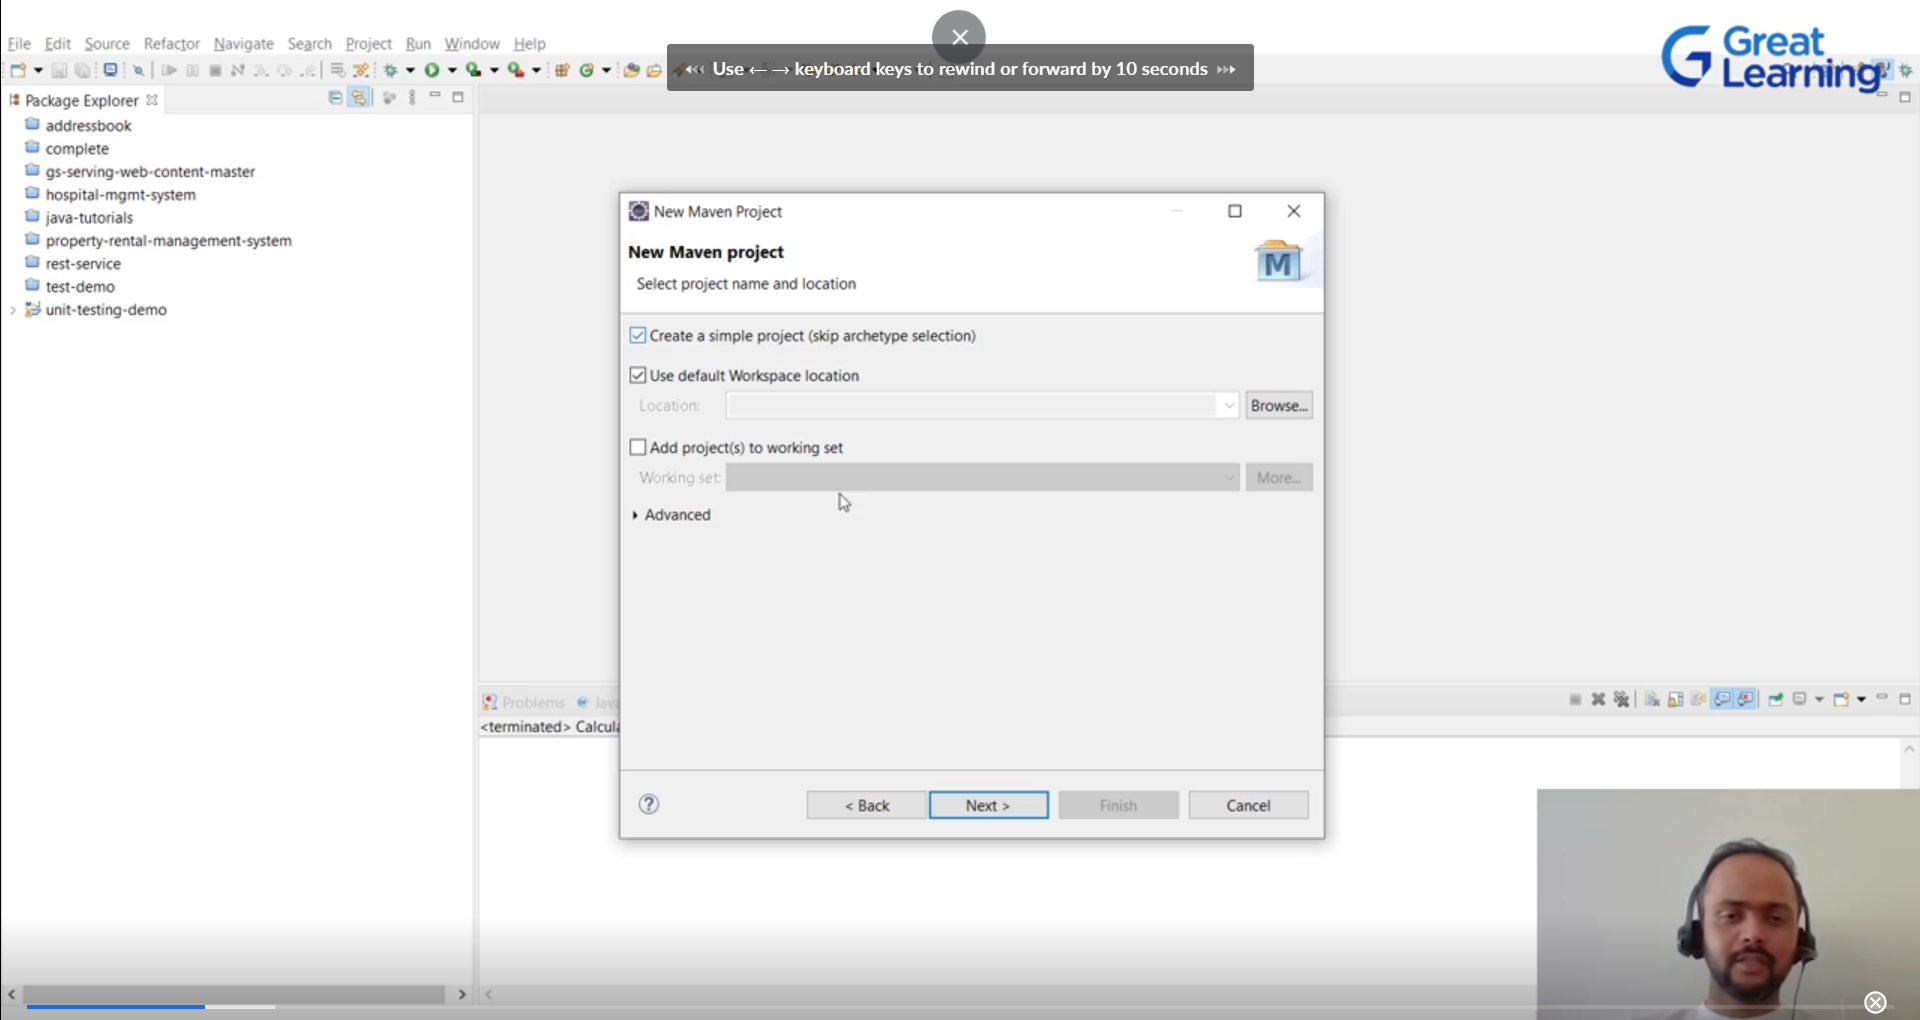 File Edit Source Refactor Navigate Search Project Run Window Help
Use ←→ keyboard keys to rewind or forward by 10 seconds
Great
Learning
Package Explorer
addressbook
complete
gs-serving-web-content-master
hospital-mgmt-system
java-tutorials
property-rental-management-system
rest-service
test-demo
unit-testing-demo
New Maven Project
New Maven project
Select project name and location
M
Create a simple project (skip archetype selection)
Use default Workspace location
Location:
Browse...
Add project(s) to working set
Working set:
More...
Advanced
< Back
Next >
Finish
Cancel
Problems
<terminated>